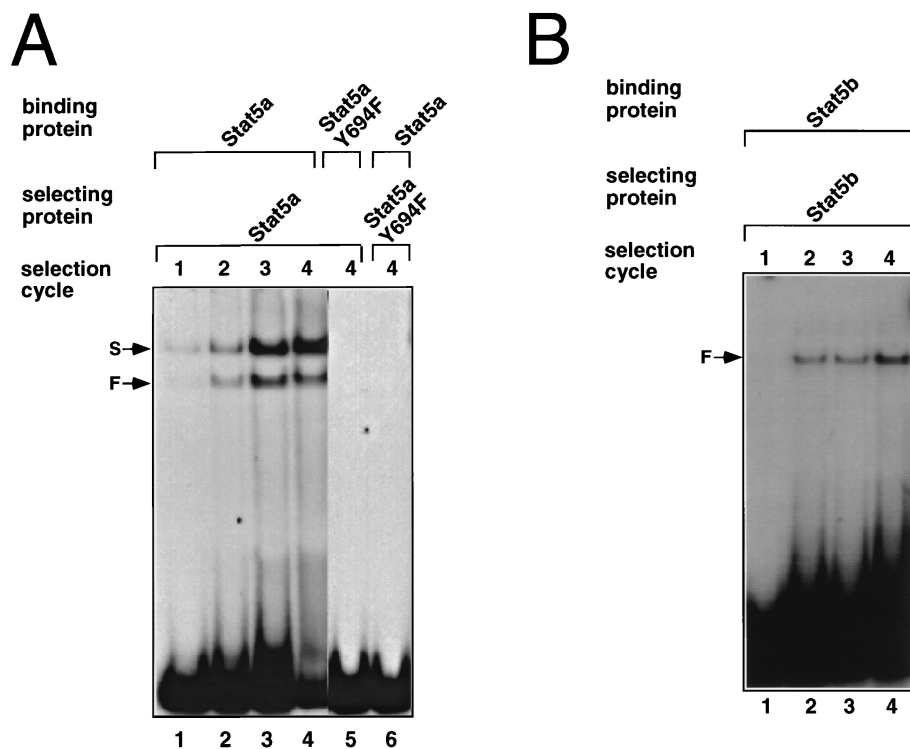 A
binding
protein
Stat5a
Stat5a
Y694F
Stat5a
selecting
protein
Stat5a
Stat5a
Y694F
selection
cycle
1 2 3 4 4 4
S
F
1 2 3 4 5 6
B
binding
protein
Stat5b
selecting
protein
Stat5b
selection
cycle
1 2 3 4
F
1 2 3 4